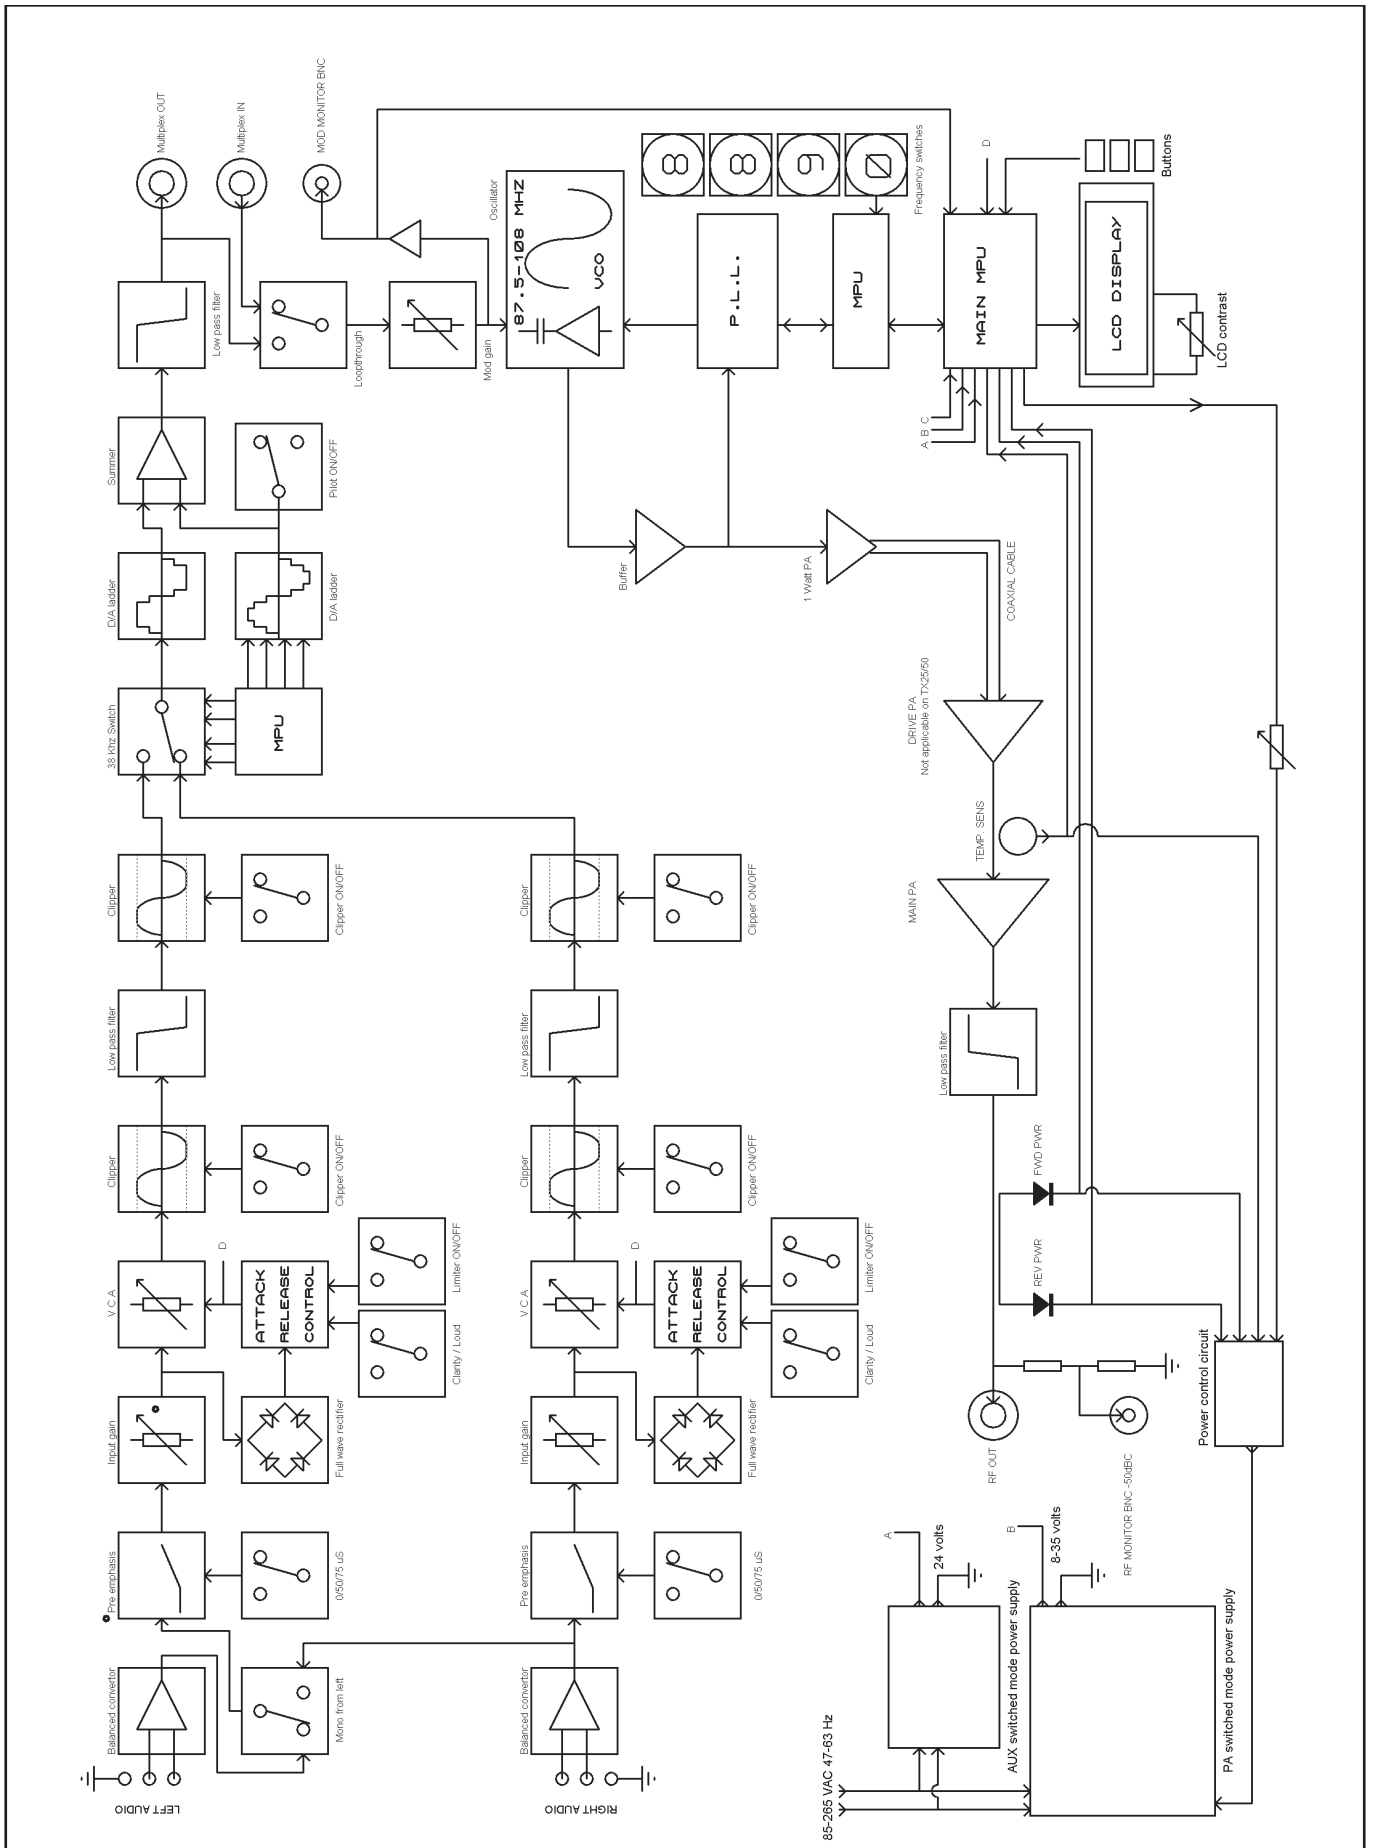 LEFT AUDIO
Balanced convertor
Mono from left
Pre emphasis
0/50/75 uS
Input gain
Full wave rectifier
V C A
D
ATTACK
RELEASE
CONTROL
Clarity / Loud
Limiter ON/OFF
Clipper
Clipper ON/OFF
Low pass filter
Clipper
Clipper ON/OFF
38 Khz Switch
MPU
D/A ladder
D/A ladder
Summer
Pilot ON/OFF
Low pass filter
Loopthrough
Multiplex OUT
Multiplex IN
MOD MONITOR BNC
Mod gain
RIGHT AUDIO
Balanced convertor
Pre emphasis
0/50/75 uS
Input gain
Full wave rectifier
V C A
D
ATTACK
RELEASE
CONTROL
Clarity / Loud
Limiter ON/OFF
Clipper
Clipper ON/OFF
Low pass filter
Clipper
Clipper ON/OFF
Oscillator
87.5-108 MHZ
VCO
Buffer
1 Watt PA
P.L.L.
MPU
8
8
9
0
Frequency switches
COAXIAL CABLE
MAIN MPU
A B C
D
Buttons
LCD DISPLAY
LCD contrast
DRIVE PA
Not applicable on TX25/50
TEMP. SENS
MAIN PA
Low pass filter
FWD PWR
REV PWR
RF OUT
RF MONITOR BNC -50dBC
Power control circuit
85-265 VAC 47-63 Hz
A
24 volts
AUX switched mode power supply
B
8-35 volts
PA switched mode power supply